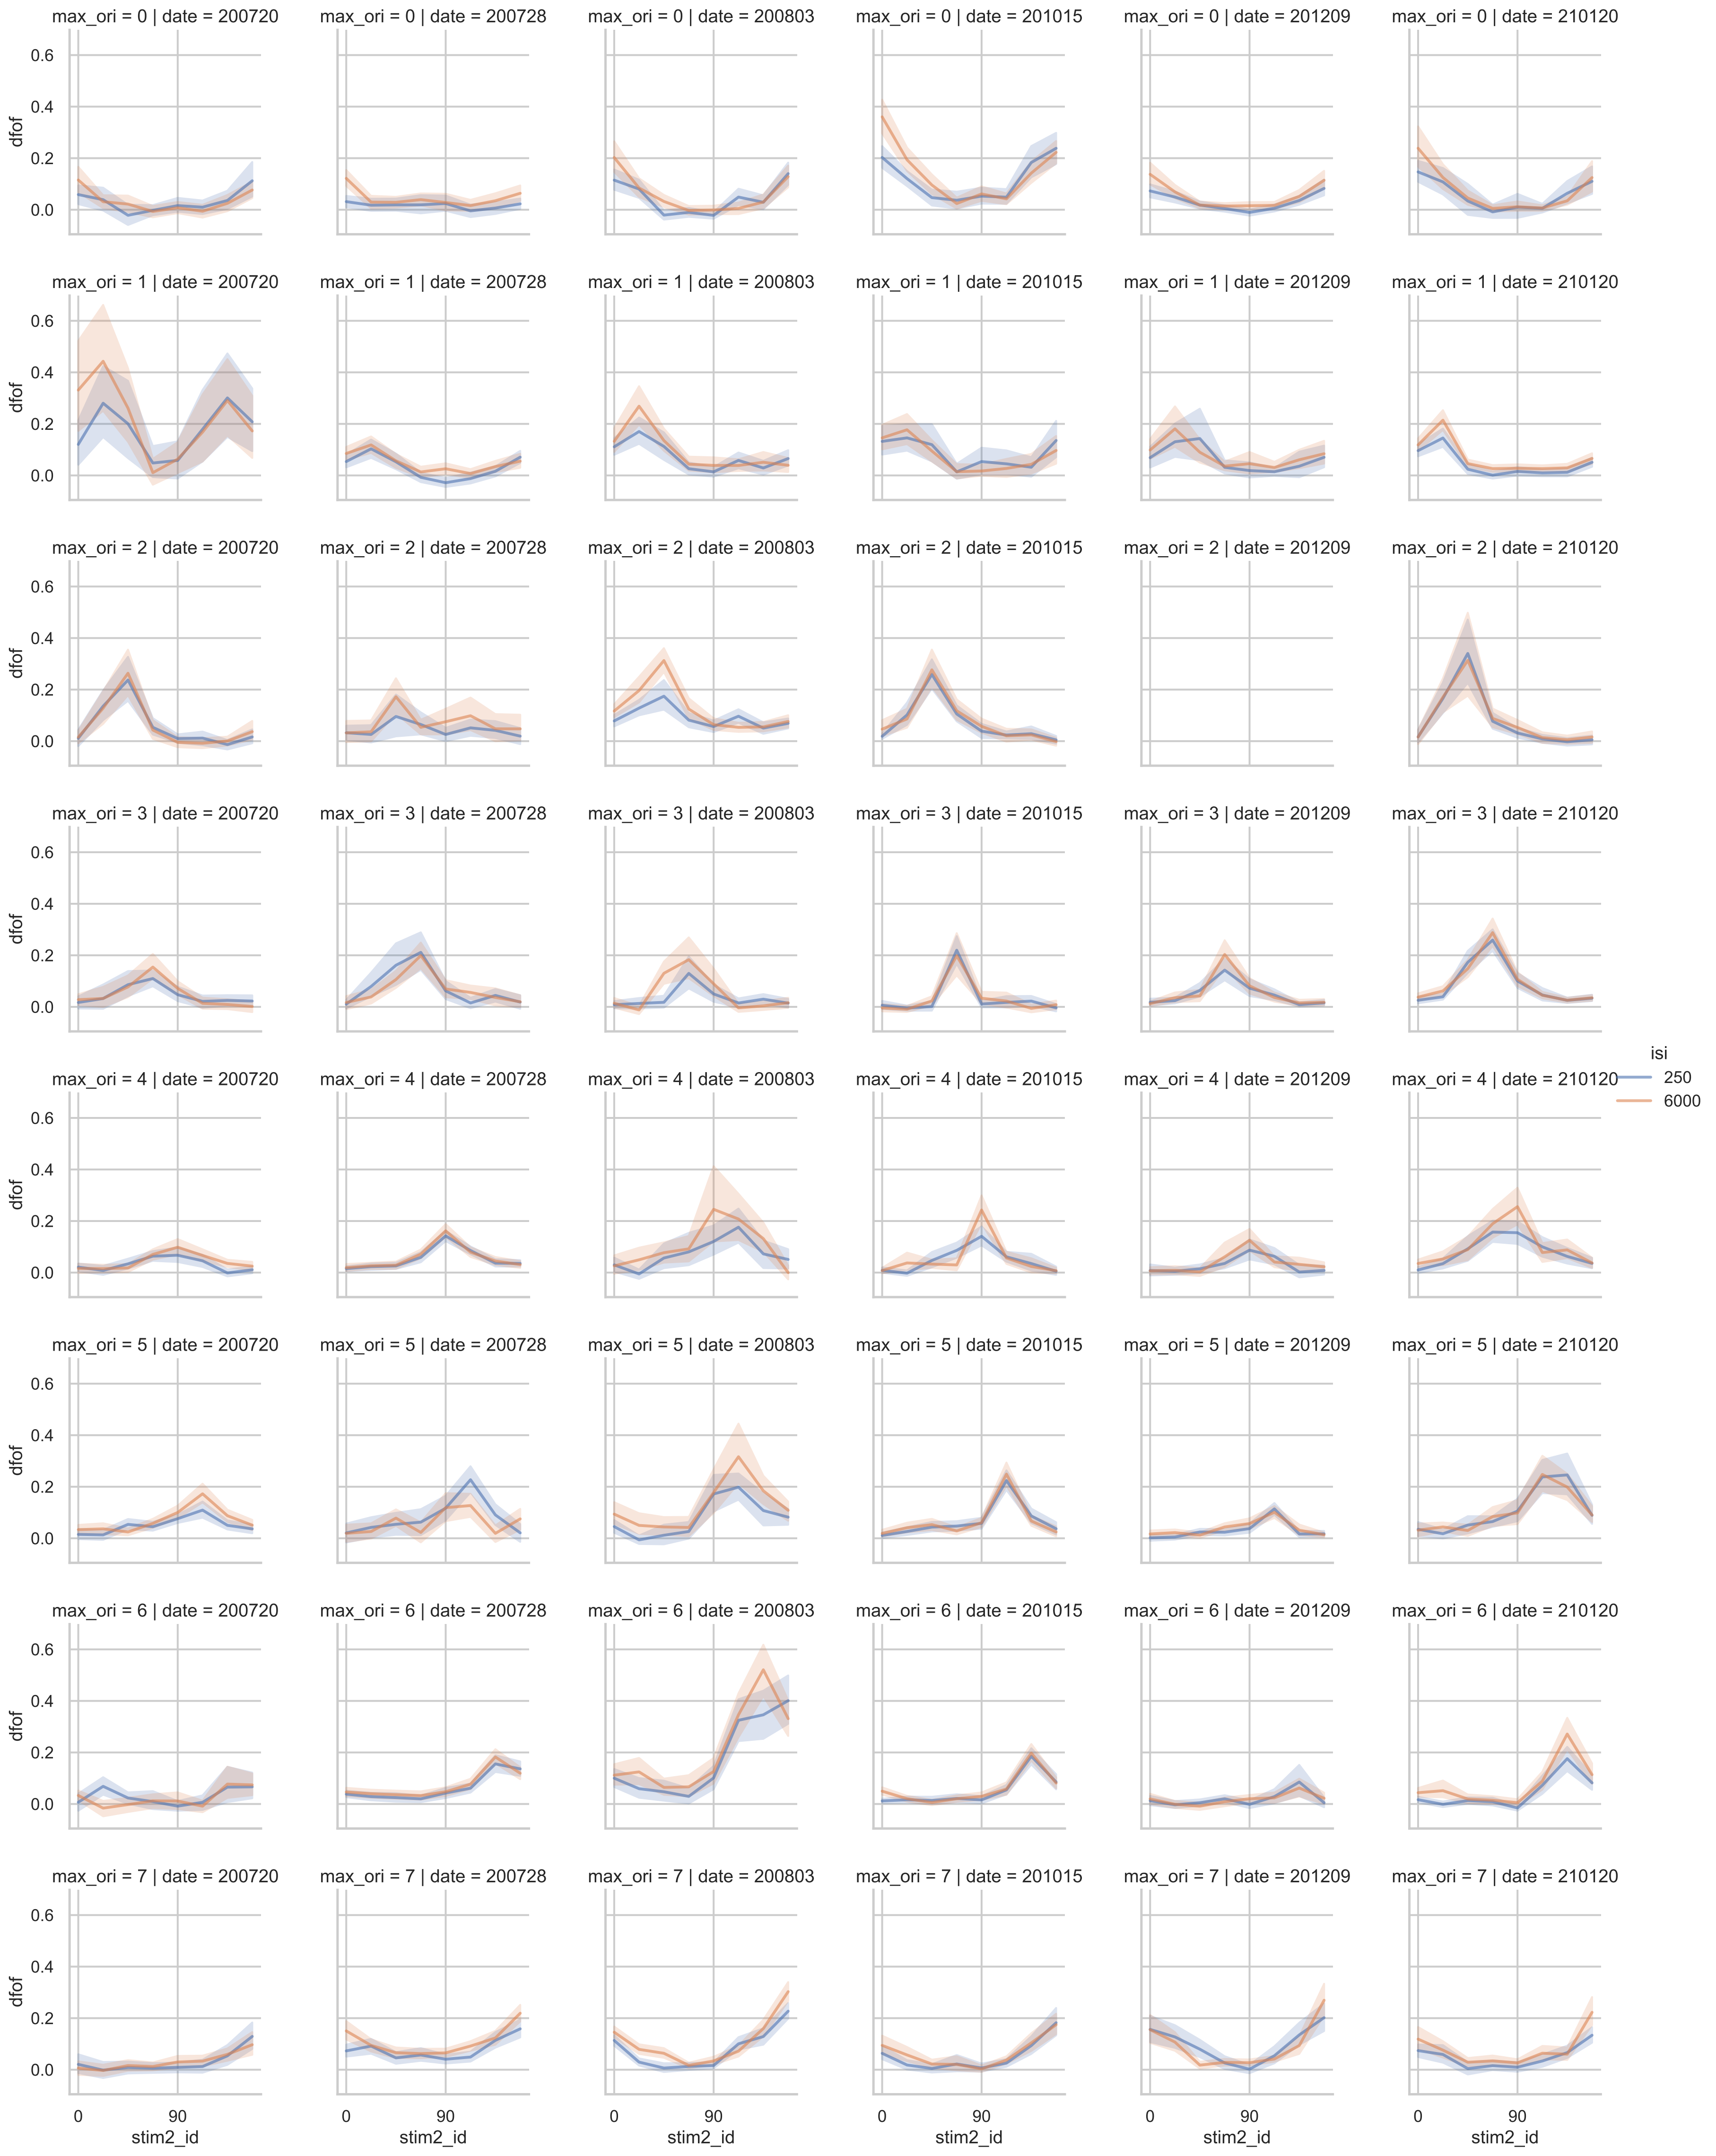 max_ori = 0 | date = 200720 max_ori = 0 | date = 200728 max_ori = 0 | date = 200803 max_ori = 0 | date = 201015 max_ori = 0 | date = 201209 max_ori = 0 | date = 210120
0.6
0.4
dfof
0.2
0.0
max_ori = 1 | date = 200720 max_ori = 1 | date = 200728 max_ori = 1 | date = 200803 max_ori = 1 | date = 201015 max_ori = 1 | date = 201209 max_ori = 1 | date = 210120
0.6
0.4
dfof
0.2
0.0
max_ori = 2 | date = 200720 max_ori = 2 | date = 200728 max_ori = 2 | date = 200803 max_ori = 2 | date = 201015 max_ori = 2 | date = 201209 max_ori = 2 | date = 210120
0.6
0.4
dfof
0.2
0.0
max_ori = 3 | date = 200720 max_ori = 3 | date = 200728 max_ori = 3 | date = 200803 max_ori = 3 | date = 201015 max_ori = 3 | date = 201209 max_ori = 3 | date = 210120
0.6
0.4
dfof
0.2
0.0
isi
250
6000
max_ori = 4 | date = 200720 max_ori = 4 | date = 200728 max_ori = 4 | date = 200803 max_ori = 4 | date = 201015 max_ori = 4 | date = 201209 max_ori = 4 | date = 210120
0.6
0.4
dfof
0.2
0.0
max_ori = 5 | date = 200720 max_ori = 5 | date = 200728 max_ori = 5 | date = 200803 max_ori = 5 | date = 201015 max_ori = 5 | date = 201209 max_ori = 5 | date = 210120
0.6
0.4
dfof
0.2
0.0
max_ori = 6 | date = 200720 max_ori = 6 | date = 200728 max_ori = 6 | date = 200803 max_ori = 6 | date = 201015 max_ori = 6 | date = 201209 max_ori = 6 | date = 210120
0.6
0.4
dfof
0.2
0.0
max_ori = 7 | date = 200720 max_ori = 7 | date = 200728 max_ori = 7 | date = 200803 max_ori = 7 | date = 201015 max_ori = 7 | date = 201209 max_ori = 7 | date = 210120
0.6
0.4
dfof
0.2
0.0
0 90 0 90 0 90 0 90 0 90 0 90
stim2_id stim2_id stim2_id stim2_id stim2_id stim2_id